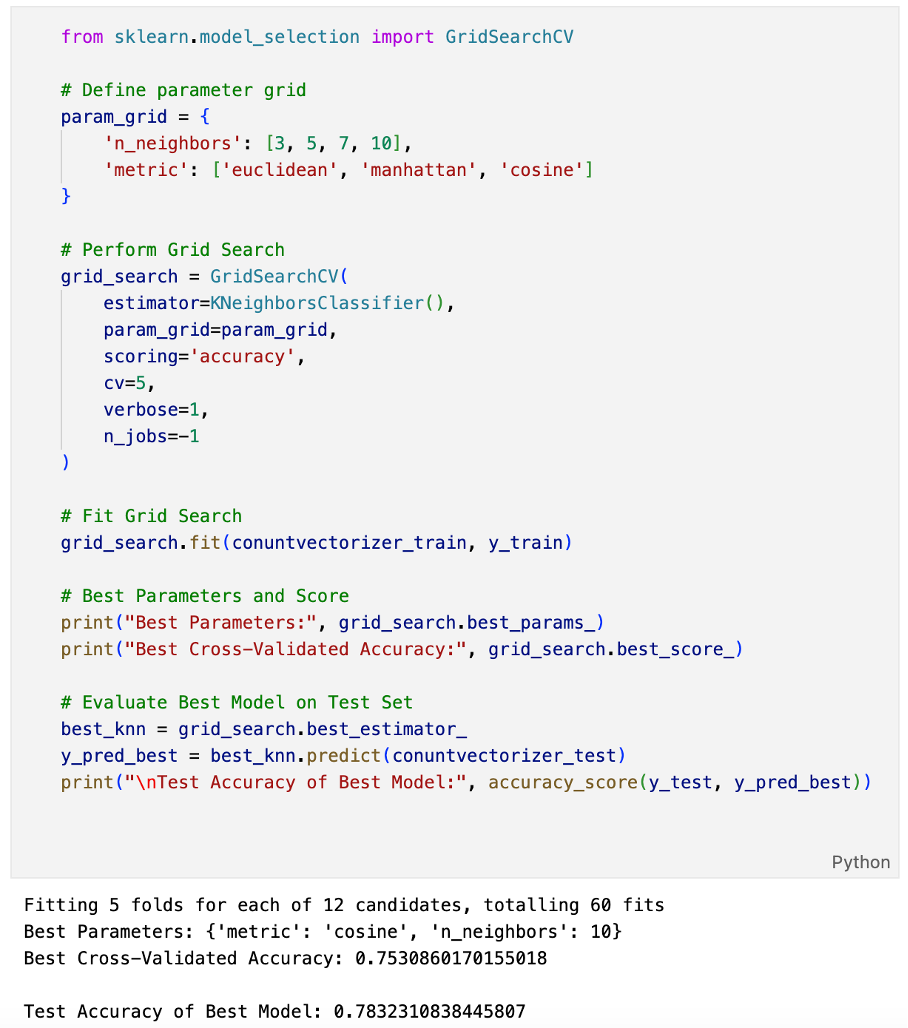 from sklearn.model_selection import GridSearchCV
# Define parameter grid
param_grid = {
    'n_neighbors': [3, 5, 7, 10],
    'metric': ['euclidean', 'manhattan', 'cosine']
}
# Perform Grid Search
grid_search = GridSearchCV(
    estimator=KNeighborsClassifier(),
    param_grid=param_grid,
    scoring='accuracy',
    cv=5,
    verbose=1,
    n_jobs=-1
)
# Fit Grid Search
grid_search.fit(conuntvectorizer_train, y_train)
# Best Parameters and Score
print("Best Parameters:", grid_search.best_params_)
print("Best Cross-Validated Accuracy:", grid_search.best_score_)
# Evaluate Best Model on Test Set
best_knn = grid_search.best_estimator_
y_pred_best = best_knn.predict(conuntvectorizer_test)
print("\nTest Accuracy of Best Model:", accuracy_score(y_test, y_pred_best))
Python
Fitting 5 folds for each of 12 candidates, totalling 60 fits
Best Parameters: {'metric': 'cosine', 'n_neighbors': 10}
Best Cross-Validated Accuracy: 0.7530860170155018
Test Accuracy of Best Model: 0.7832310838445807